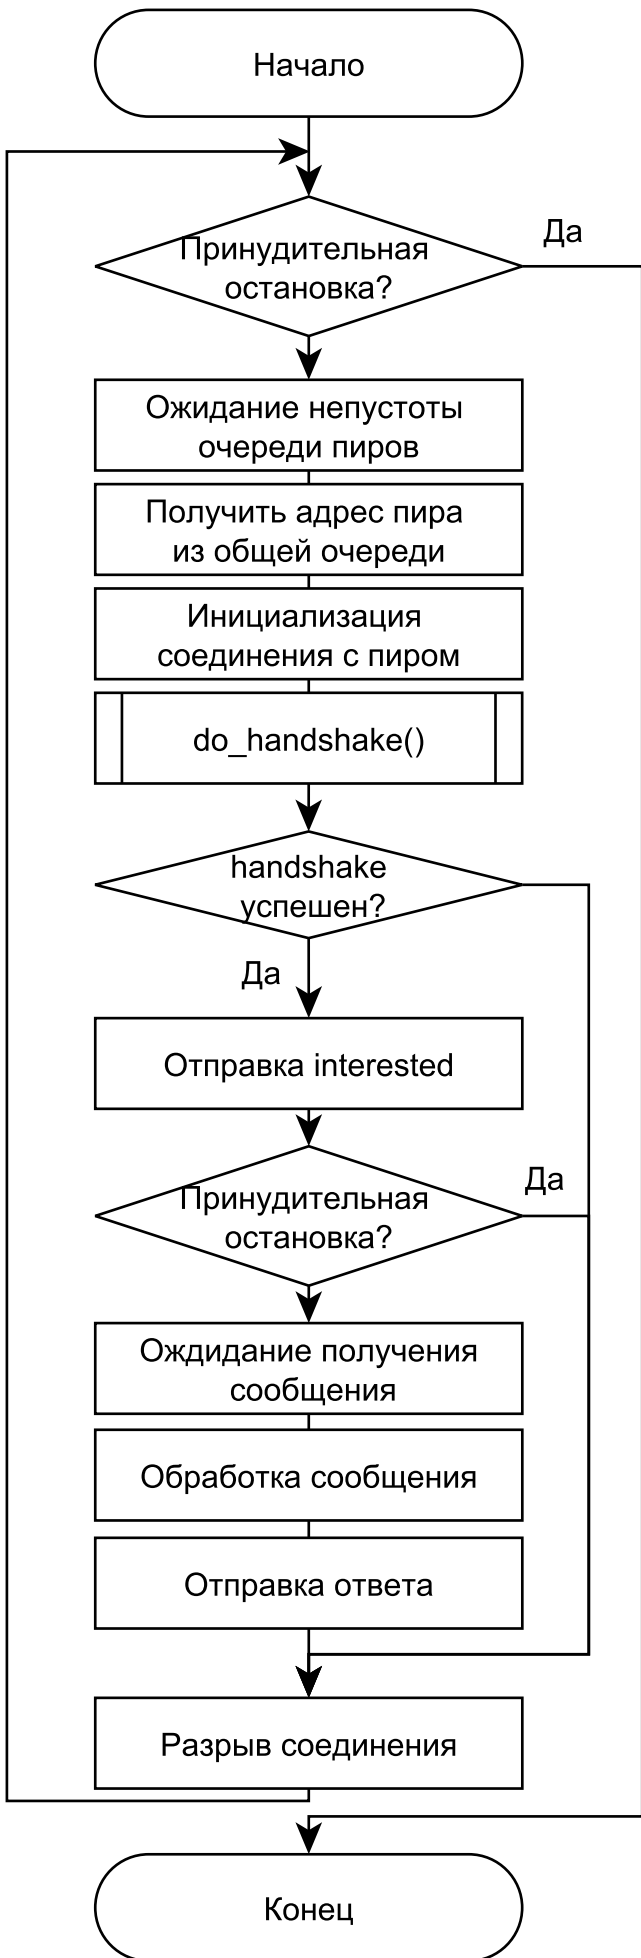 Начало
Да
Принудительная
остановка?
Ожидание непустоты
очереди пиров
Получить адрес пира
из общей очереди
Инициализация
соединения с пиром
do_handshake()
handshake
успешен?
Да
Отправка interested
Да
Принудительная
остановка?
Ождидание получения
сообщения
Обработка сообщения
Отправка ответа
Разрыв соединения
Конец